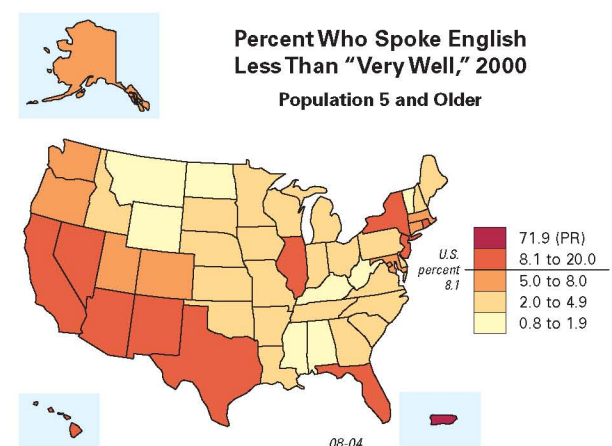 Percent Who Spoke English
Less Than “Very Well,” 2000
Population 5 and Older
U.S.
percent
8.1
71.9 (PR)
8.1 to 20.0
5.0 to 8.0
2.0 to 4.9
0.8 to 1.9
08-04